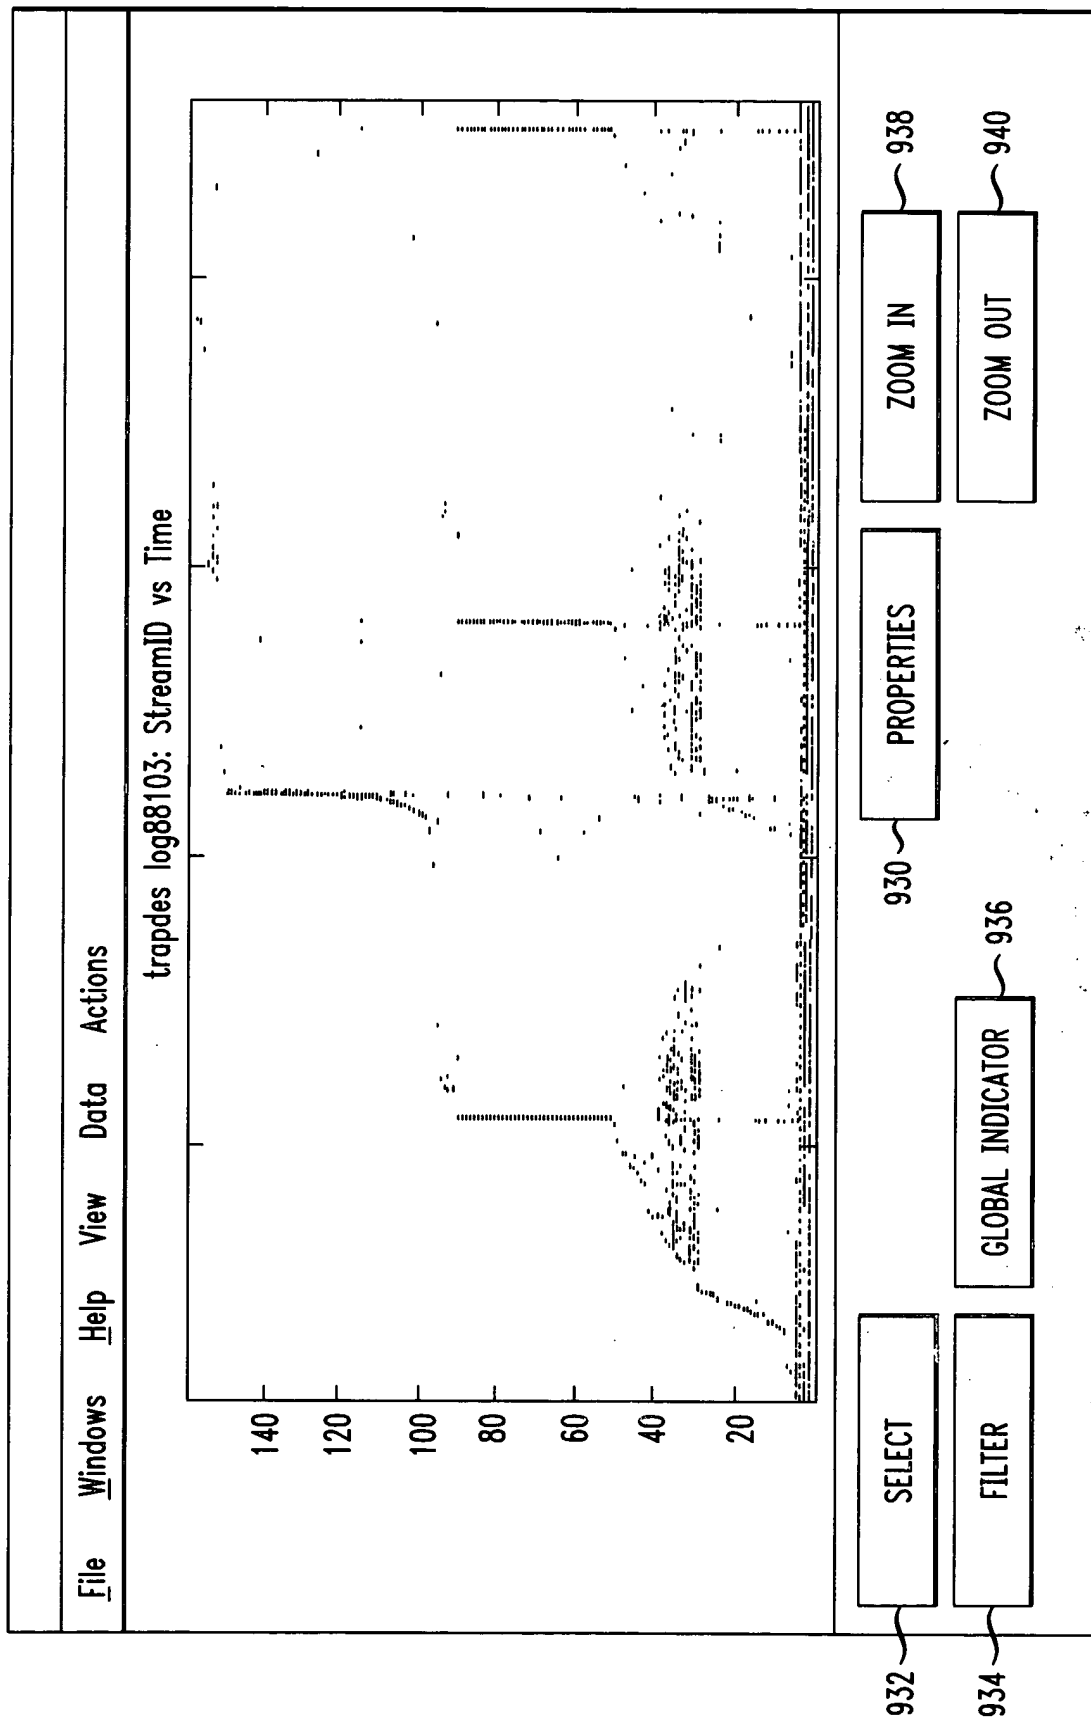 File Windows Help View Data Actions
trapdes log88103: StreamID vs Time
140
120
100
80
60
40
20
932
SELECT
930
PROPERTIES
ZOOM IN
938
934
FILTER
GLOBAL INDICATOR
936
ZOOM OUT
940